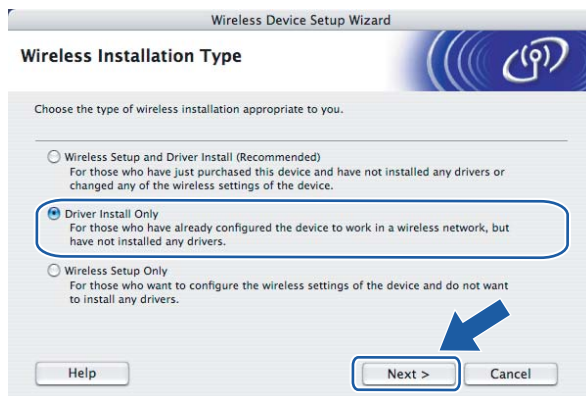 Wireless Device Setup Wizard
Wireless Installation Type
Choose the type of wireless installation appropriate to you.
Wireless Setup and Driver Install (Recommended)
For those who have just purchased this device and have not installed any drivers or
changed any of the wireless settings of the device.
Driver Install Only
For those who have already configured the device to work in a wireless network, but
have not installed any drivers.
Wireless Setup Only
For those who want to configure the wireless settings of the device and do not want
to install any drivers.
Help
Next >
Cancel